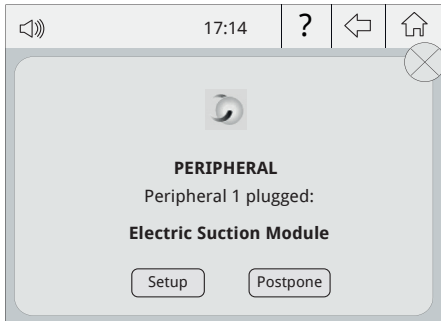 17:14 ?
PERIPHERAL
Peripheral 1 plugged:
Electric Suction Module
Setup Postpone